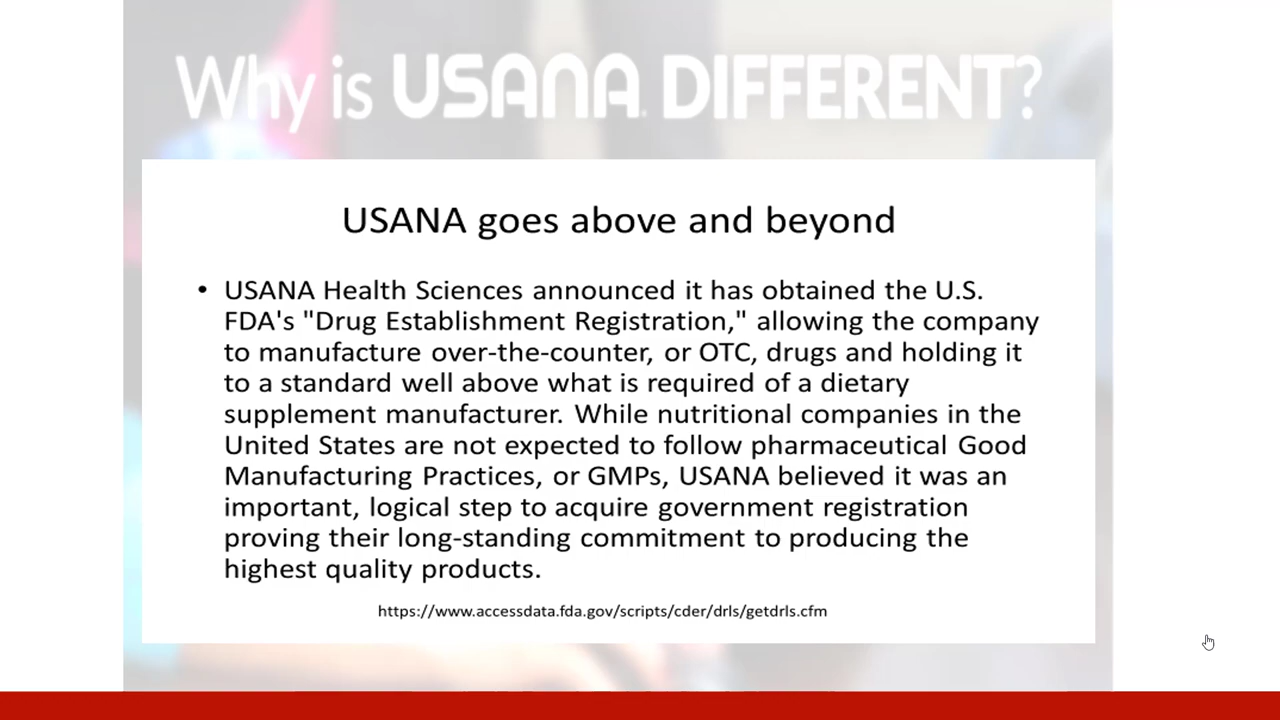 Why is USANA DIFFERENT?
USANA goes above and beyond
• USANA Health Sciences announced it has obtained the U.S.
FDA's "Drug Establishment Registration," allowing the company
to manufacture over-the-counter, or OTC, drugs and holding it
to a standard well above what is required of a dietary
supplement manufacturer. While nutritional companies in the
United States are not expected to follow pharmaceutical Good
Manufacturing Practices, or GMPs, USANA believed it was an
important, logical step to acquire government registration
proving their long-standing commitment to producing the
highest quality products.
https://www.accessdata.fda.gov/scripts/cder/drls/getdrls.cfm